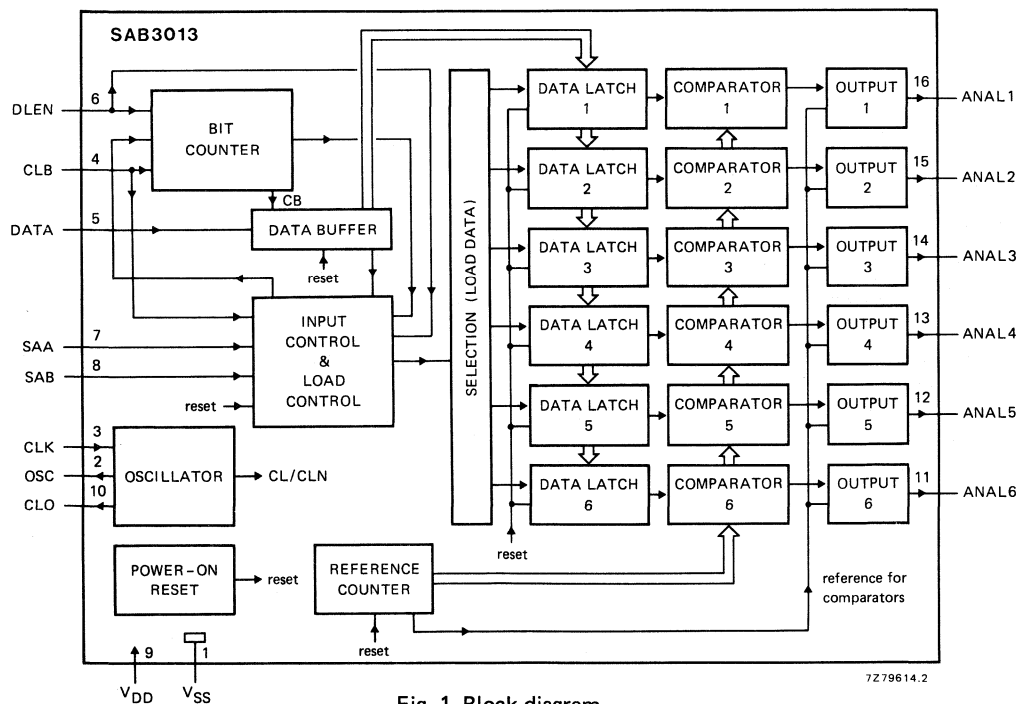 SAB3013
DLEN
6
CLB
4
DATA
5
BIT
COUNTER
CB
DATA BUFFER
reset
INPUT
CONTROL
&
LOAD
CONTROL
SAA
7
SAB
8
reset
CLK
3
OSC
2
CLO
10
OSCILLATOR
CL/CLN
POWER-ON
RESET
reset
REFERENCE
COUNTER
reset
SELECTION (LOAD DATA)
DATA LATCH
1
COMPARATOR
1
OUTPUT
1
16
ANAL1
DATA LATCH
2
COMPARATOR
2
OUTPUT
2
15
ANAL2
DATA LATCH
3
COMPARATOR
3
OUTPUT
3
14
ANAL3
DATA LATCH
4
COMPARATOR
4
OUTPUT
4
13
ANAL4
DATA LATCH
5
COMPARATOR
5
OUTPUT
5
12
ANAL5
DATA LATCH
6
COMPARATOR
6
OUTPUT
6
11
ANAL6
reset
reference for
comparators
9
VDD
1
VSS
7Z79614.2
Fig. 1 Block diagram